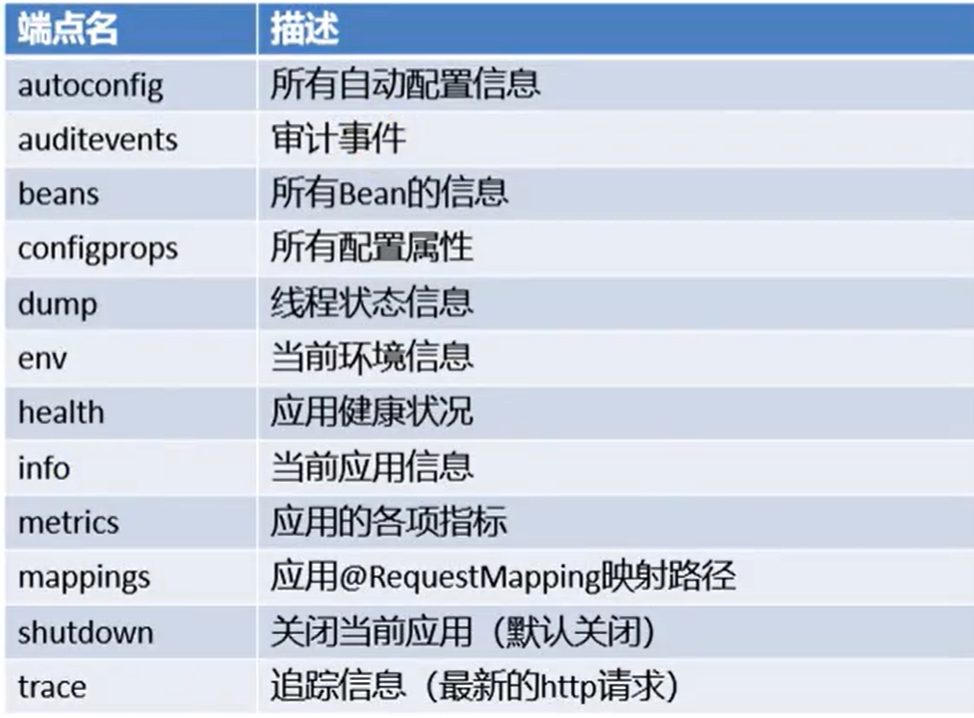 端点名 描述
autoconfig 所有自动配置信息
auditevents 审计事件
beans 所有Bean的信息
configprops 所有配置属性
dump 线程状态信息
env 当前环境信息
health 应用健康状况
info 当前应用信息
metrics 应用的各项指标
mappings 应用@RequestMapping映射路径
shutdown 关闭当前应用（默认关闭）
trace 追踪信息（最新的http请求）